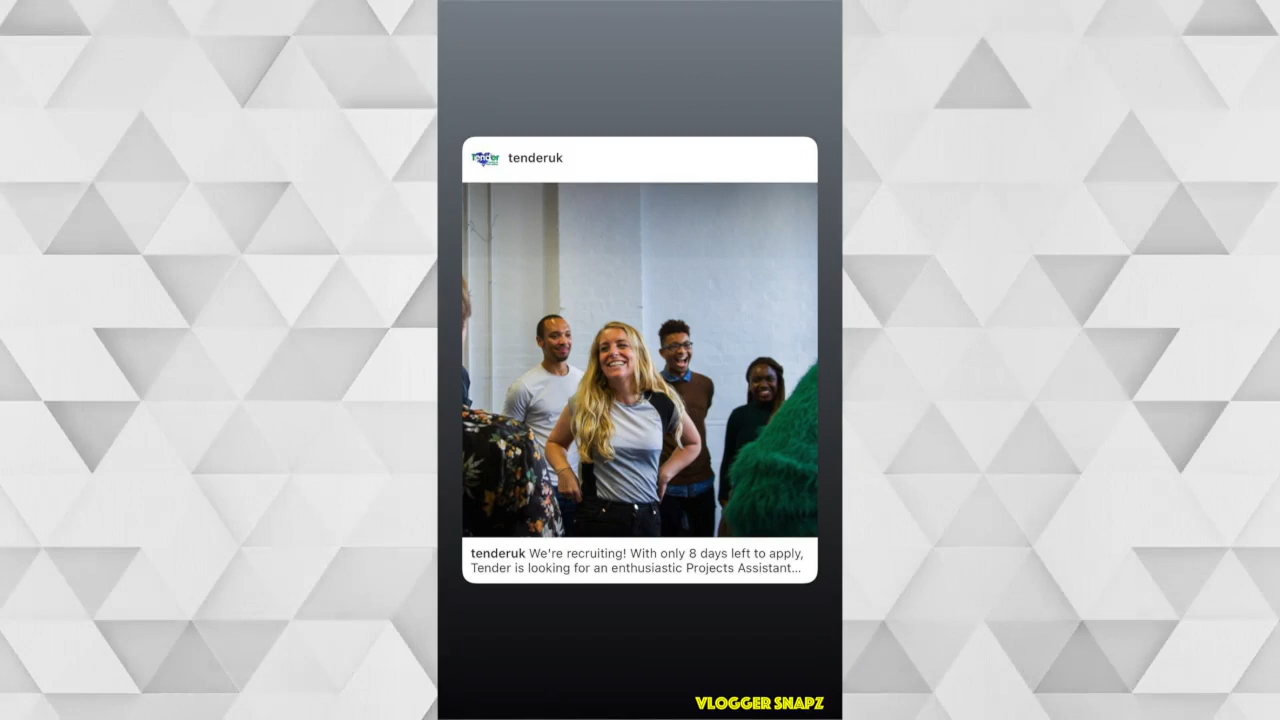 Tender
tenderuk
tenderuk We're recruiting! With only 8 days left to apply,
Tender is looking for an enthusiastic Projects Assistant...
VLOGGER SNAPZ